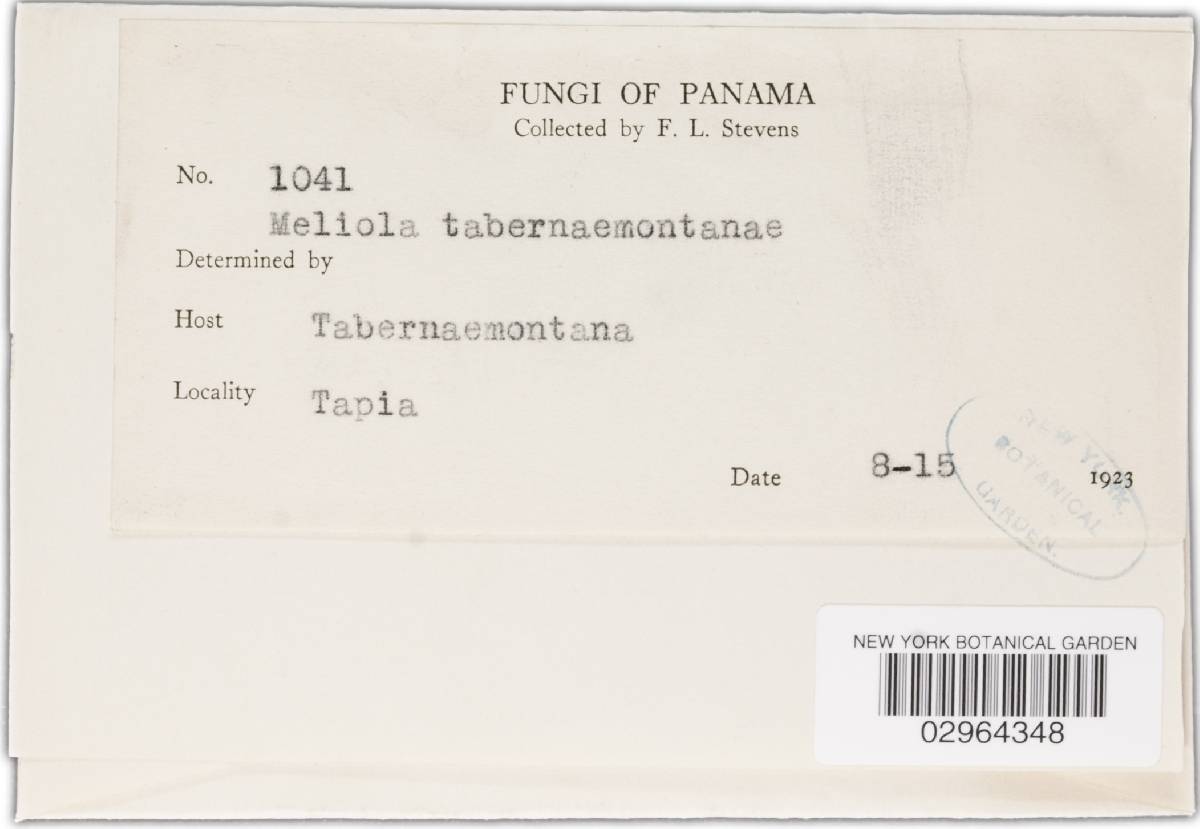 FUNGI OF PANAMA
Collected by F. L. Stevens
No. 1041
Meliola tabernaemontanae
Determined by
Host Tabernaemontana
Locality Tapia
Date 8-15 1923
NEW YORK
BOTANICAL
GARDEN.
NEW YORK BOTANICAL GARDEN
02964348